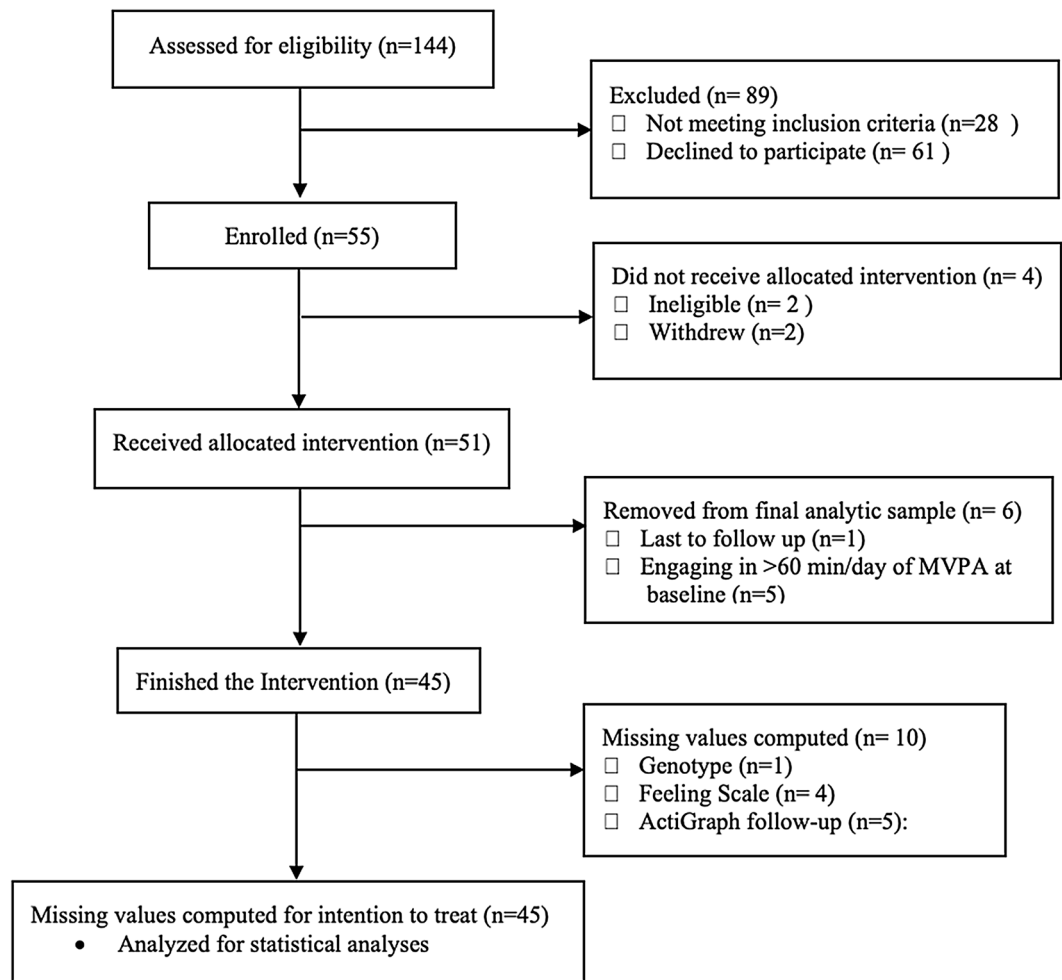 Assessed for eligibility (n=144)
Excluded (n= 89)
□ Not meeting inclusion criteria (n=28 )
□ Declined to participate (n= 61 )
Enrolled (n=55)
Did not receive allocated intervention (n= 4)
□ Ineligible (n= 2 )
□ Withdrew (n=2)
Received allocated intervention (n=51)
Removed from final analytic sample (n= 6)
□ Last to follow up (n=1)
□ Engaging in >60 min/day of MVPA at
baseline (n=5)
Finished the Intervention (n=45)
Missing values computed (n= 10)
□ Genotype (n=1)
□ Feeling Scale (n= 4)
□ ActiGraph follow-up (n=5):
Missing values computed for intention to treat (n=45)
• Analyzed for statistical analyses